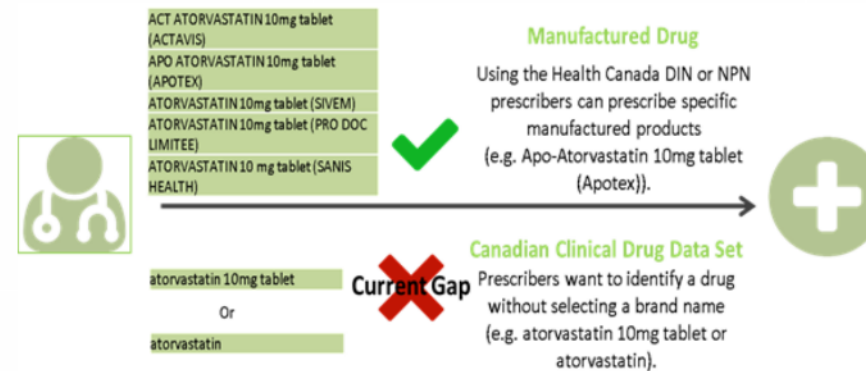 ACT ATORVASTATIN 10mg tablet
(ACTAVIS)
APO ATORVASTATIN 10mg tablet
(APOTEX)
ATORVASTATIN 10mg tablet (SIVEM)
ATORVASTATIN 10mg tablet (PRO DOC
LIMITEE)
ATORVASTATIN 10 mg tablet (SANIS
HEALTH)
Manufactured Drug
Using the Health Canada DIN or NPN
prescribers can prescribe specific
manufactured products
(e.g. Apo-Atorvastatin 10mg tablet
(Apotex)).
atorvastatin 10mg tablet
Or
atorvastatin
Current Gap
Canadian Clinical Drug Data Set
Prescribers want to identify a drug
without selecting a brand name
(e.g. atorvastatin 10mg tablet or
atorvastatin).